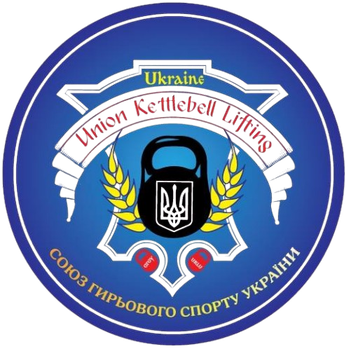 Ukraine
Union Kettlebell Lifting
СОЮЗ ГИРЬОВОГО СПОРТУ УКРАЇНИ